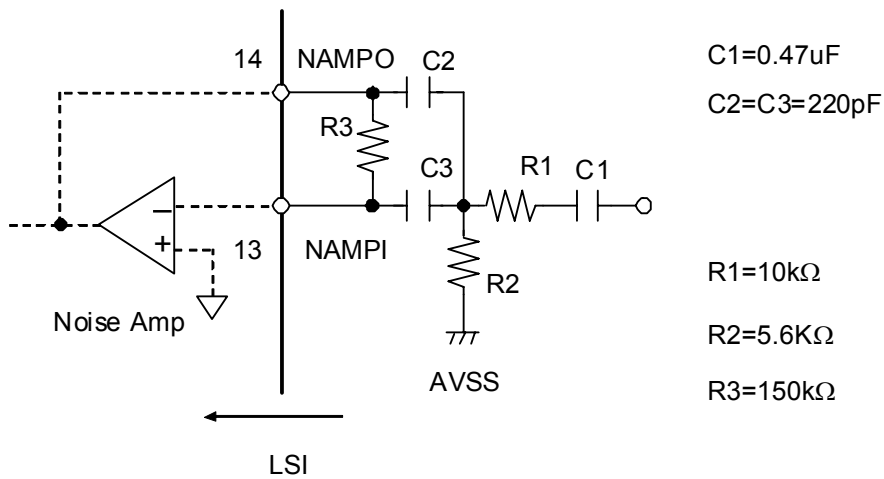 14 NAMPO C2
C1=0.47uF
C2=C3=220pF
R3
C3
R1
C1
−
+
13 NAMPI
R2
Noise Amp
AVSS
LSI
R1=10kΩ
R2=5.6KΩ
R3=150kΩ